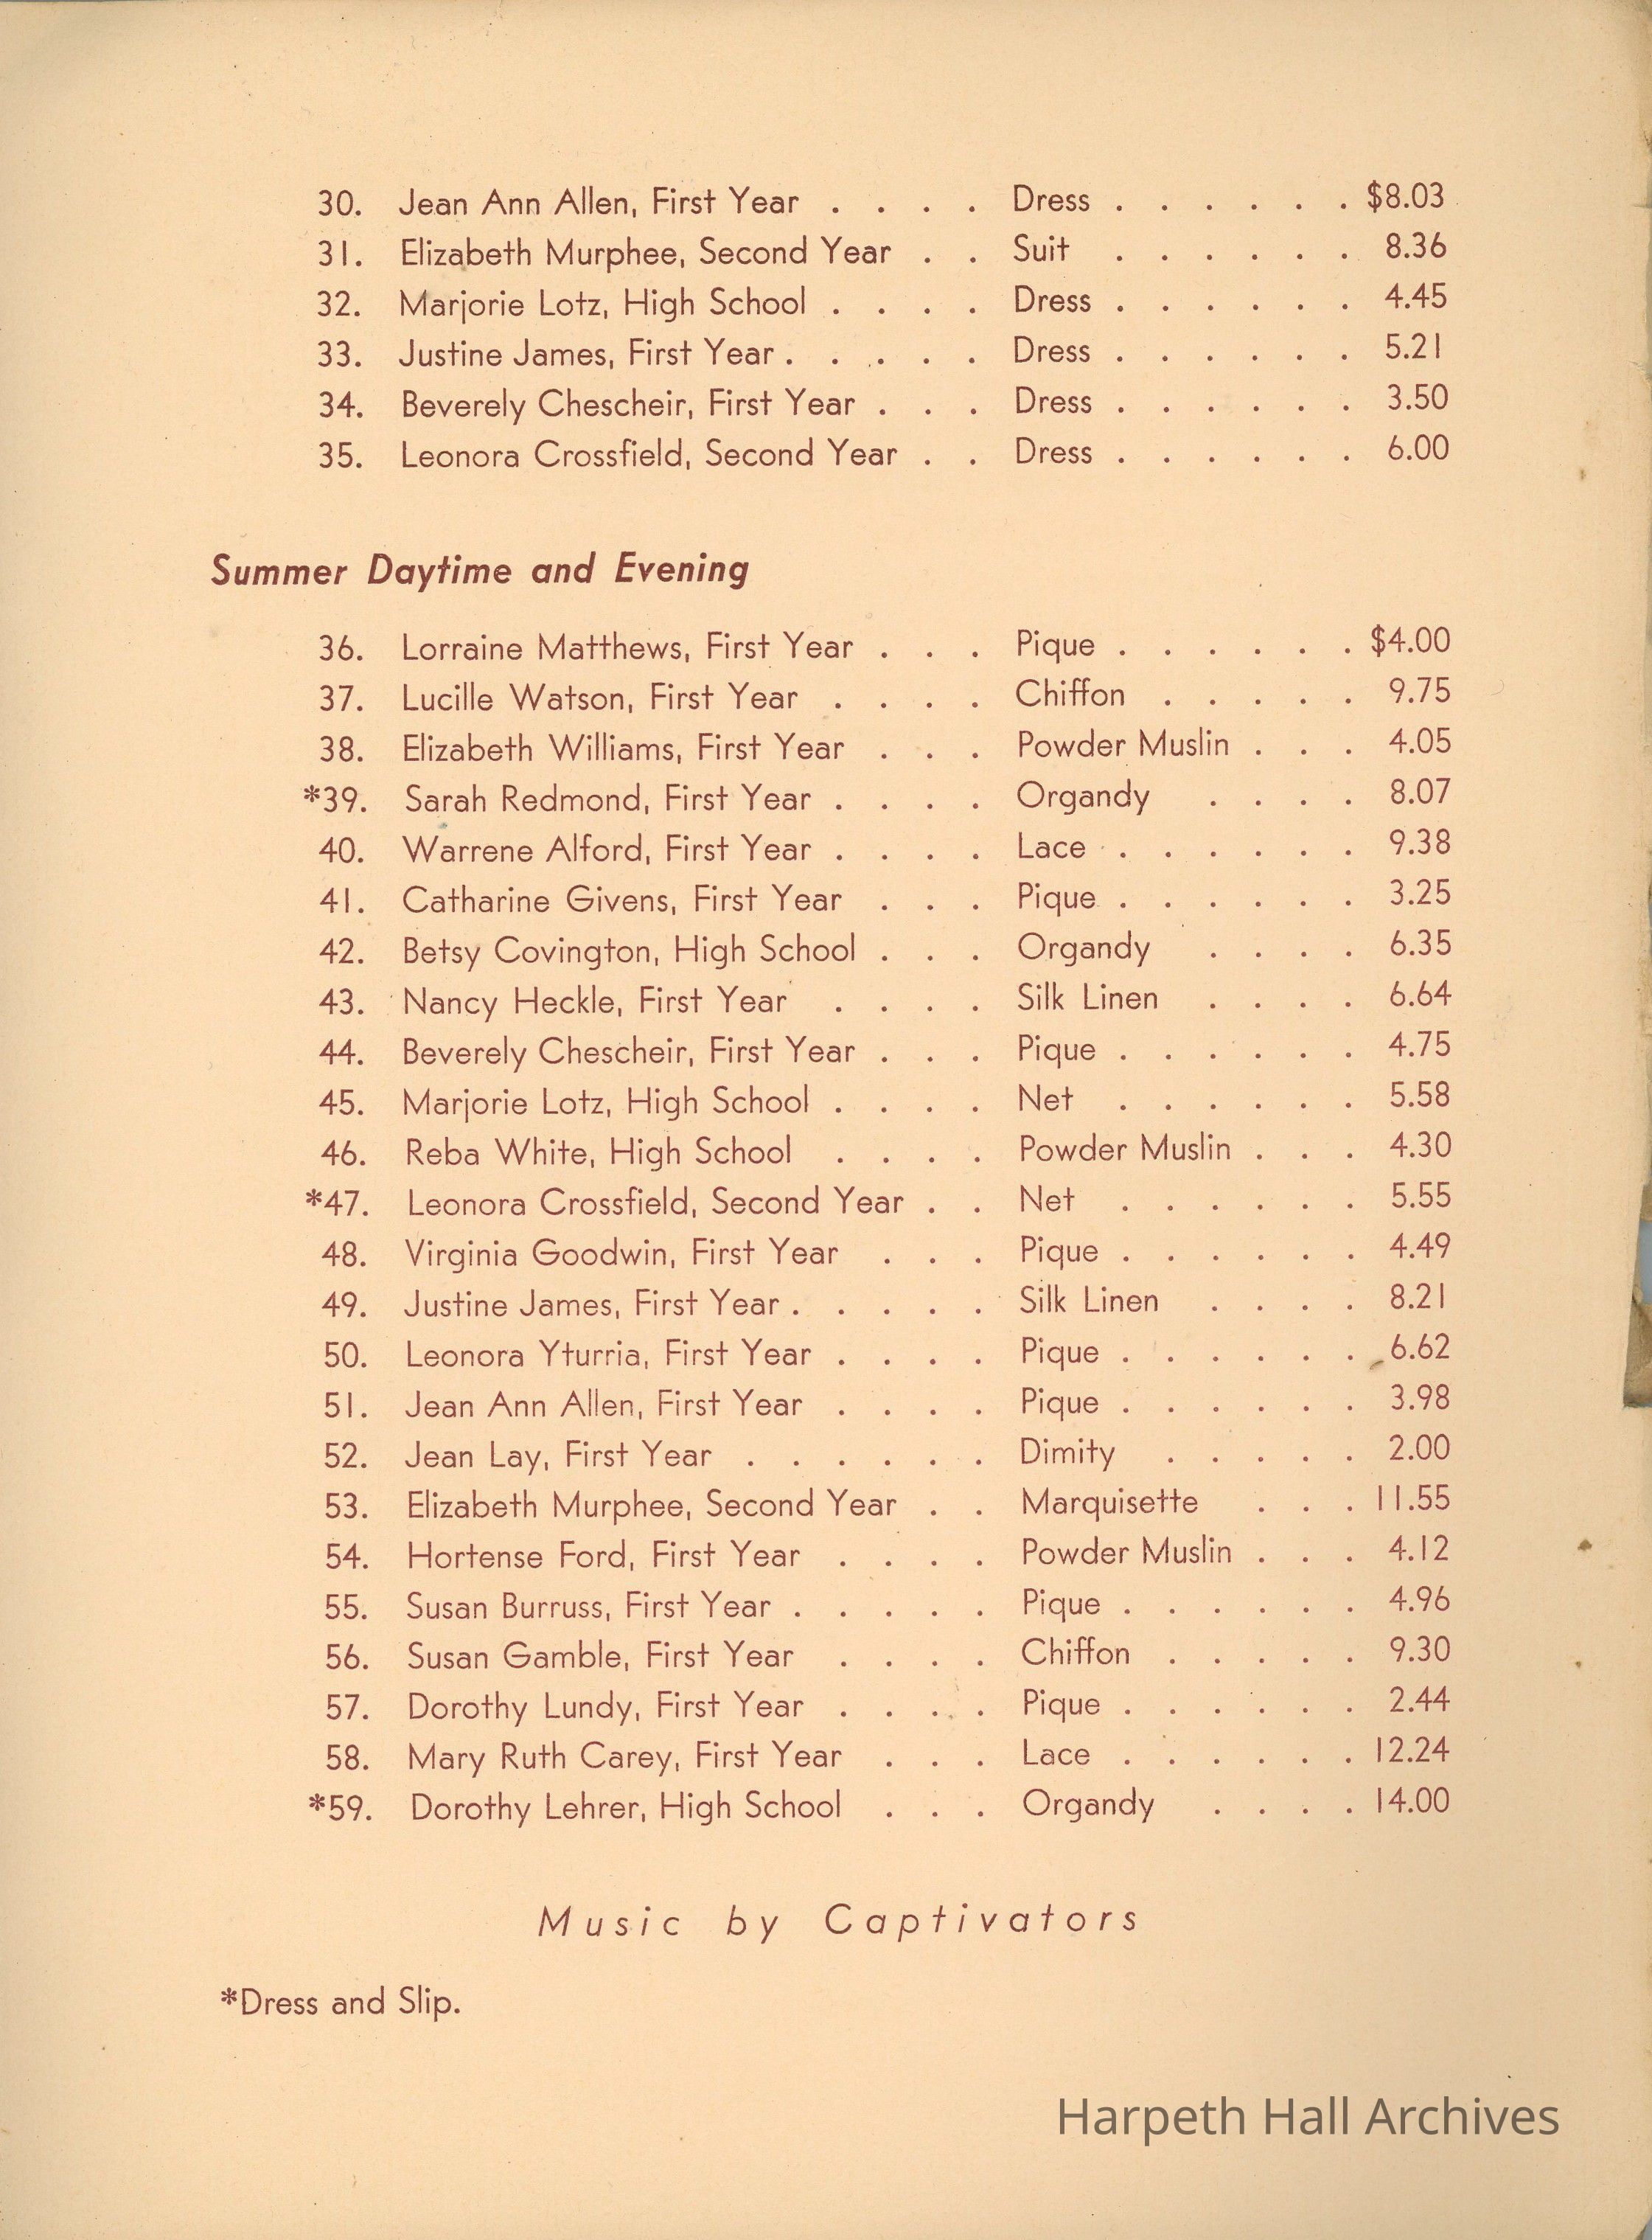 30. Jean Ann Allen, First Year . . . . Dress . . . . . . $8.03
31. Elizabeth Murphee, Second Year . . Suit . . . . . . 8.36
32. Marjorie Lotz, High School . . . . Dress . . . . . . 4.45
33. Justine James, First Year . . . . . Dress . . . . . . 5.21
34. Beverely Chescheir, First Year . . . Dress . . . . . . 3.50
35. Leonora Crossfield, Second Year . . Dress . . . . . . 6.00
Summer Daytime and Evening
36. Lorraine Matthews, First Year . . . Pique . . . . . . $4.00
37. Lucille Watson, First Year . . . . Chiffon . . . . . 9.75
38. Elizabeth Williams, First Year . . . Powder Muslin . . . 4.05
*39. Sarah Redmond, First Year . . . . Organdy . . . . 8.07
40. Warrene Alford, First Year . . . . Lace . . . . . . 9.38
41. Catharine Givens, First Year . . . Pique . . . . . . 3.25
42. Betsy Covington, High School . . . Organdy . . . . 6.35
43. Nancy Heckle, First Year . . . . Silk Linen . . . . 6.64
44. Beverely Chescheir, First Year . . . Pique . . . . . . 4.75
45. Marjorie Lotz, High School . . . . Net . . . . . . 5.58
46. Reba White, High School . . . . Powder Muslin . . . 4.30
*47. Leonora Crossfield, Second Year . . Net . . . . . . 5.55
48. Virginia Goodwin, First Year . . . Pique . . . . . . 4.49
49. Justine James, First Year . . . . . Silk Linen . . . . 8.21
50. Leonora Yturria, First Year . . . . Pique . . . . . . 6.62
51. Jean Ann Allen, First Year . . . . Pique . . . . . . 3.98
52. Jean Lay, First Year . . . . . . Dimity . . . . . 2.00
53. Elizabeth Murphee, Second Year . . Marquisette . . . 11.55
54. Hortense Ford, First Year . . . . Powder Muslin . . . 4.12
55. Susan Burruss, First Year . . . . . Pique . . . . . . 4.96
56. Susan Gamble, First Year . . . . Chiffon . . . . . 9.30
57. Dorothy Lundy, First Year . . . . Pique . . . . . . 2.44
58. Mary Ruth Carey, First Year . . . Lace . . . . . . 12.24
*59. Dorothy Lehrer, High School . . . Organdy . . . . 14.00
Music by Captivators
*Dress and Slip.
Harpeth Hall Archives